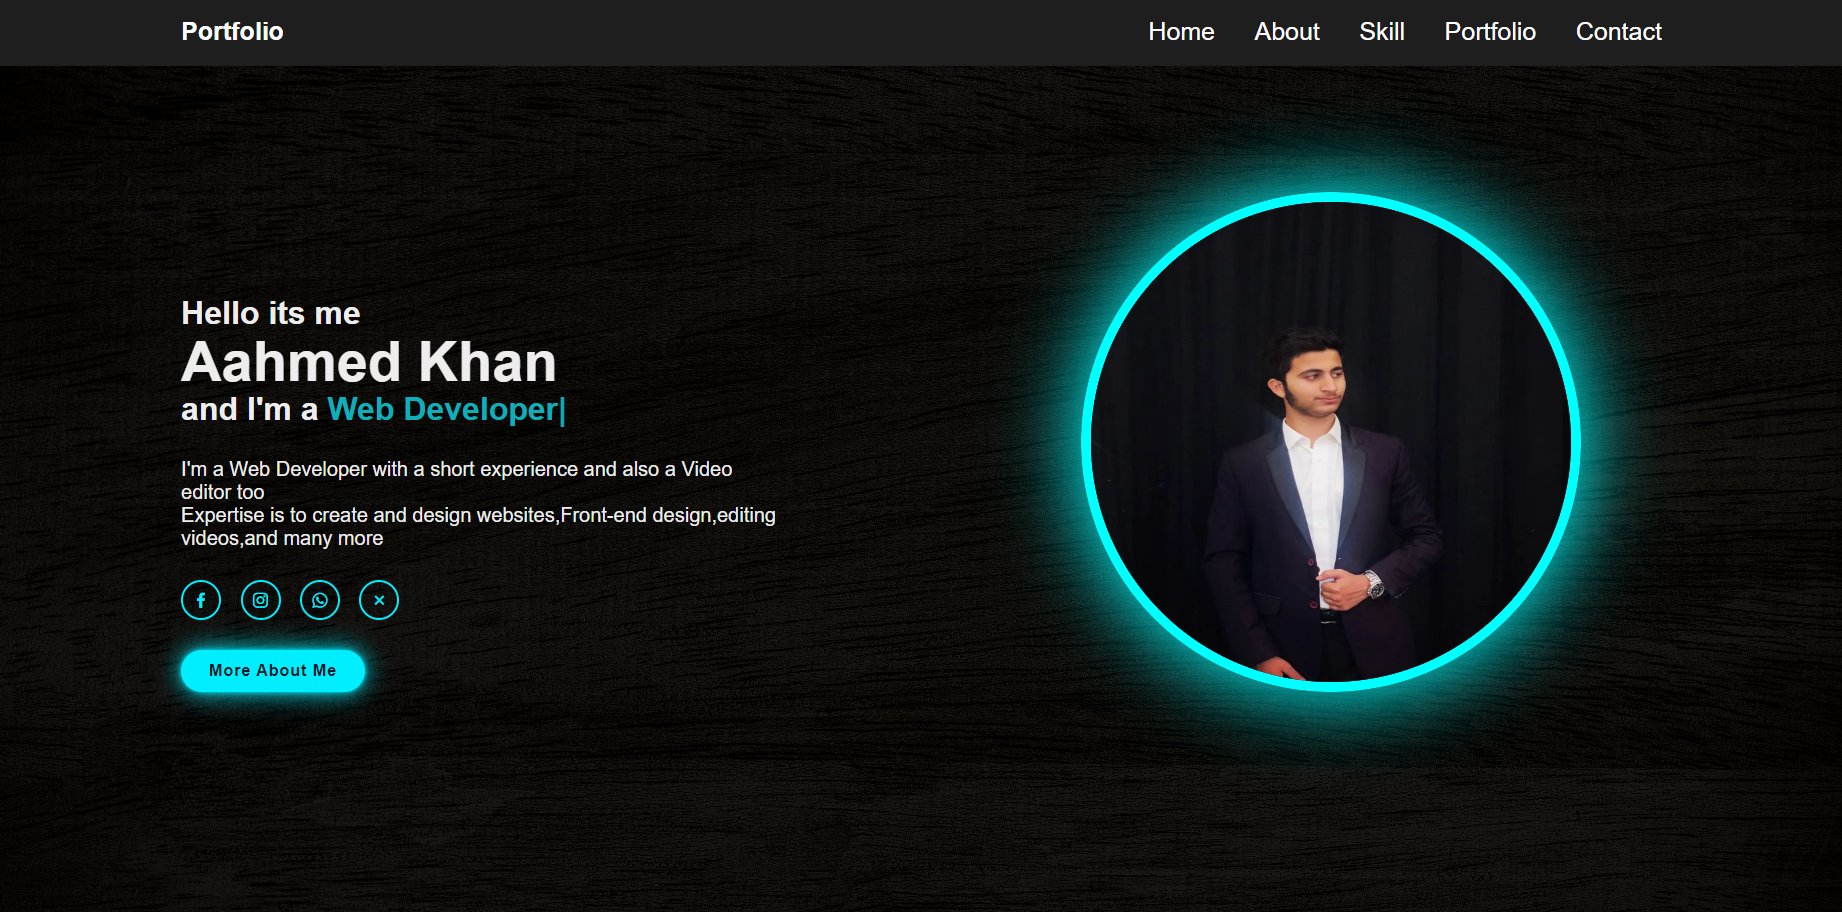 Portfolio
Home About Skill Portfolio Contact
Hello its me
Aahmed Khan
and I'm a Web Developer|
I'm a Web Developer with a short experience and also a Video
editor too
Expertise is to create and design websites,Front-end design,editing
videos,and many more
More About Me